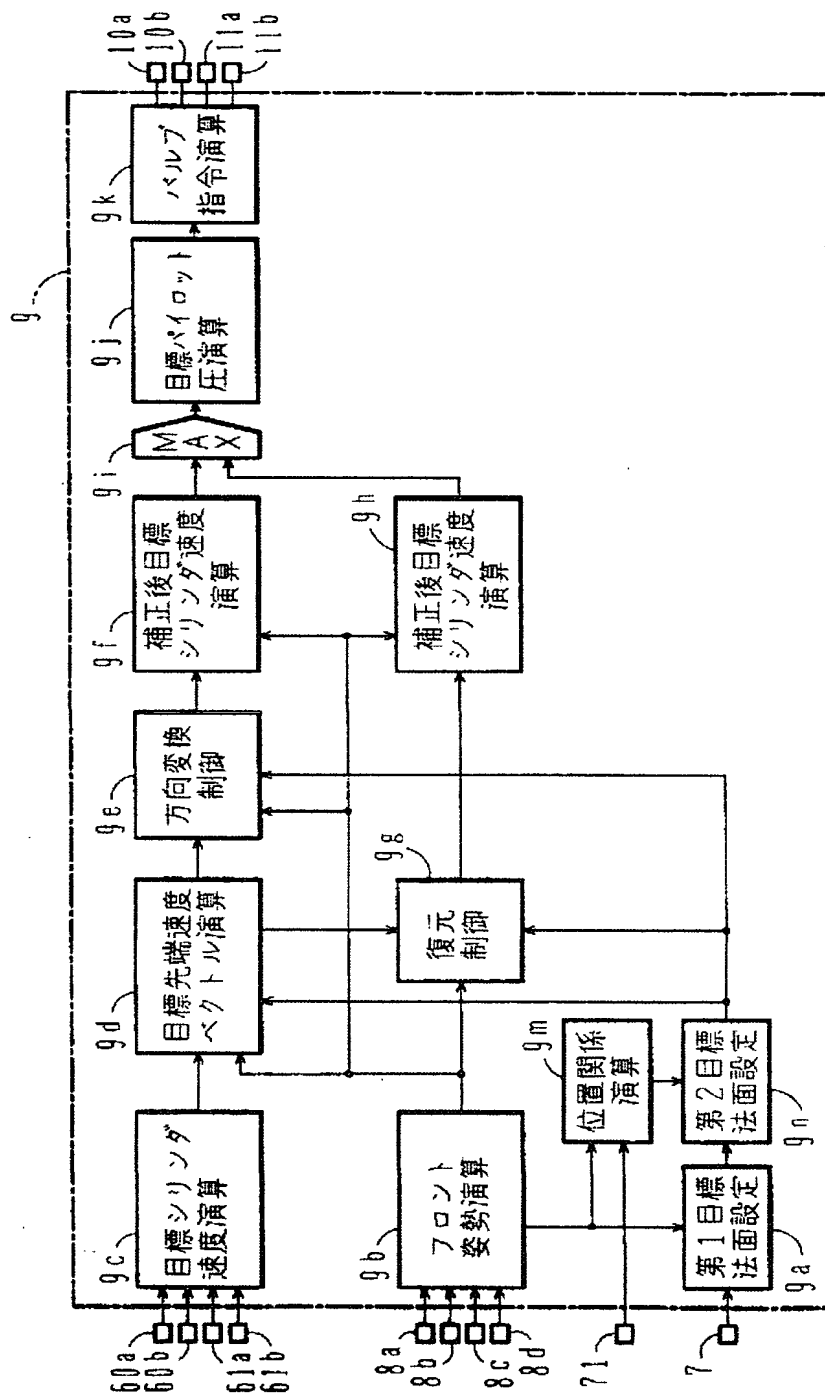 9
60a
60b
61a
61b
9c
目標シリンダ
速度演算
9d
目標先端速度
ベクトル演算
9e
方向変換
制御
9f
補正後目標
シリンダ速度
演算
9i
MAX
9j
目標パイロット
圧演算
9k
バルブ
指令演算
10a
10b
11a
11b
8a
8b
8c
8d
9b
フロント
姿勢演算
9g
復元
制御
9h
補正後目標
シリンダ速度
演算
71
9m
位置関係
演算
7
第1目標
法面設定
9a
第2目標
法面設定
9n